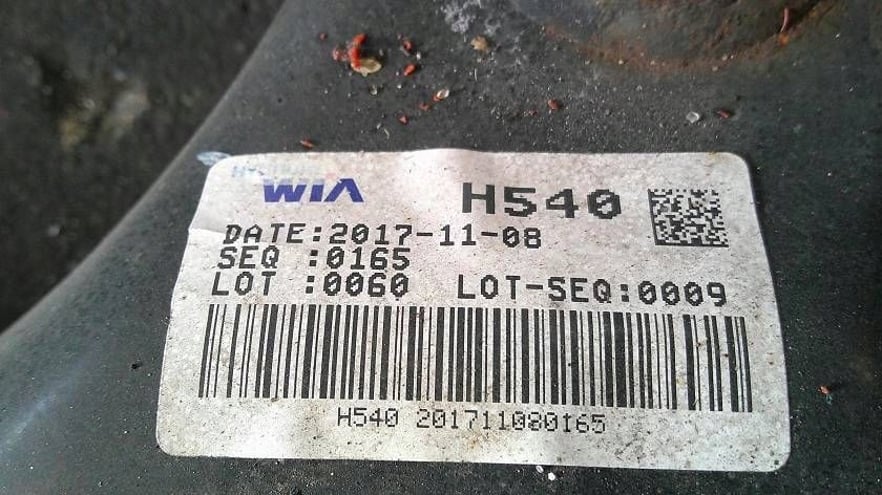 WIA H540
DATE:2017-11-08
SEQ :0165
LOT :0060 LOT-SEQ:0009
H540 201711080165